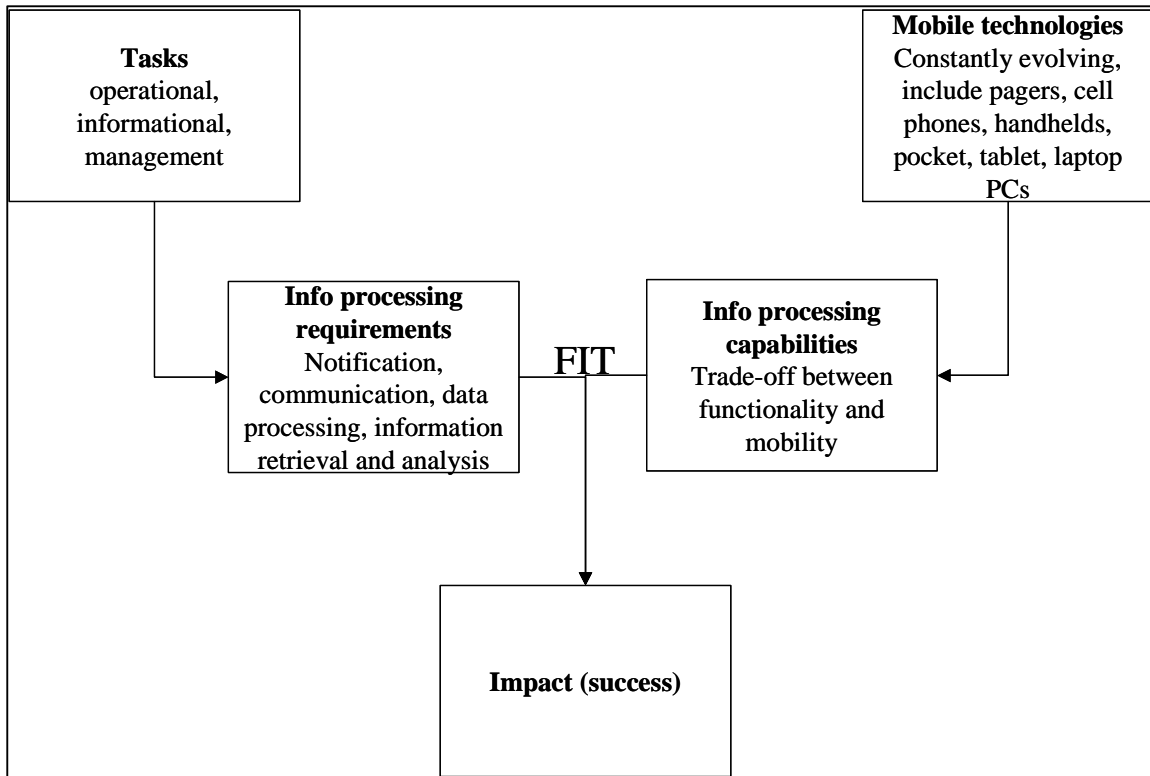 Tasks
operational,
informational,
management
Mobile technologies
Constantly evolving,
include pagers, cell
phones, handhelds,
pocket, tablet, laptop
PCs
Info processing
requirements
Notification,
communication, data
processing, information
retrieval and analysis
FIT
Info processing
capabilities
Trade-off between
functionality and
mobility
Impact (success)